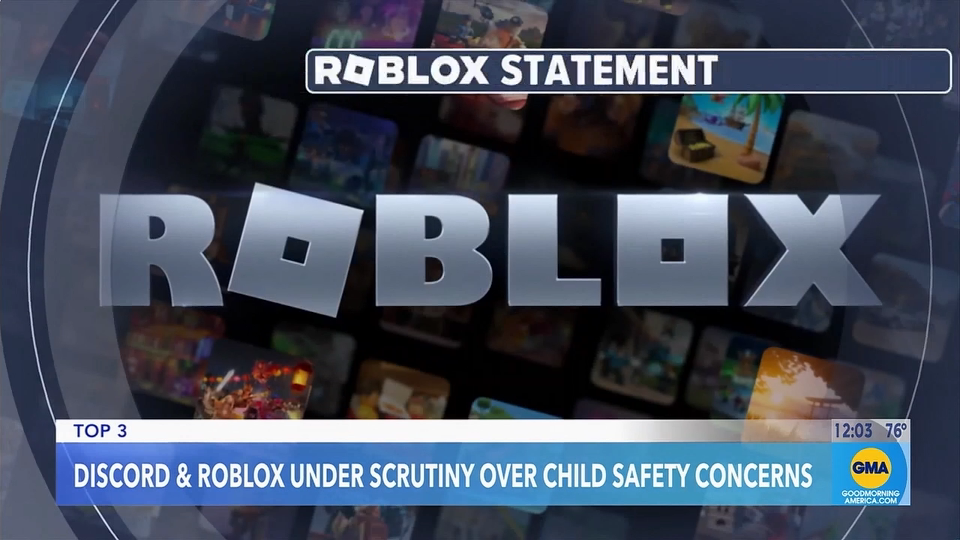 ROBLOX STATEMENT
ROBLOX
TOP 3
12:03 76°
DISCORD & ROBLOX UNDER SCRUTINY OVER CHILD SAFETY CONCERNS
GMA
GOODMORNING
AMERICA.COM